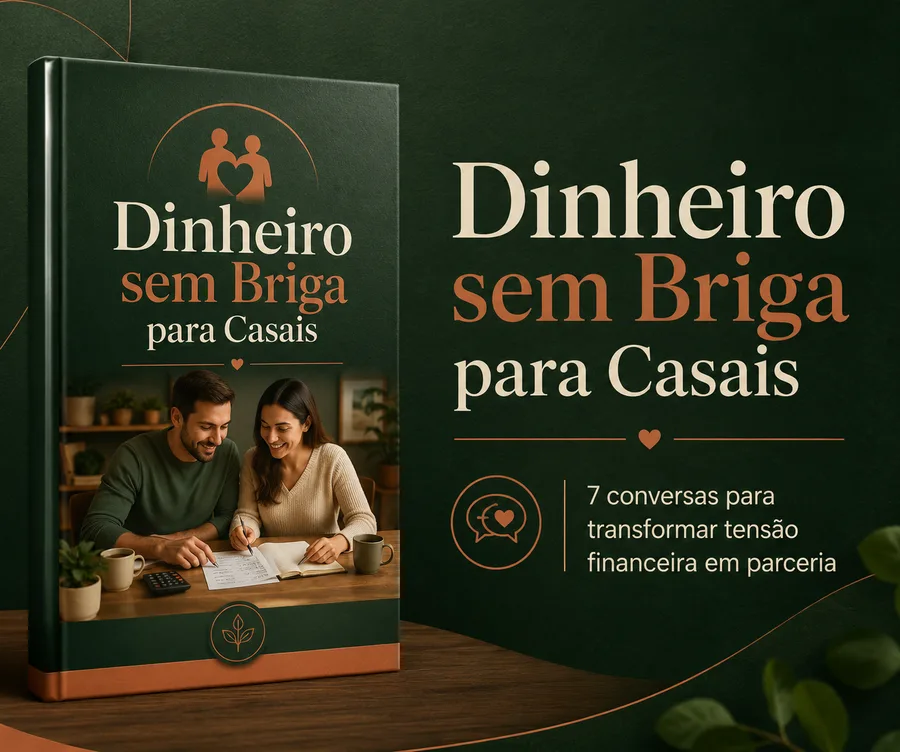 Dinheiro
sem Briga
para Casais
Dinheiro
sem Briga
para Casais
7 conversas para
transformar tensão
financeira em parceria